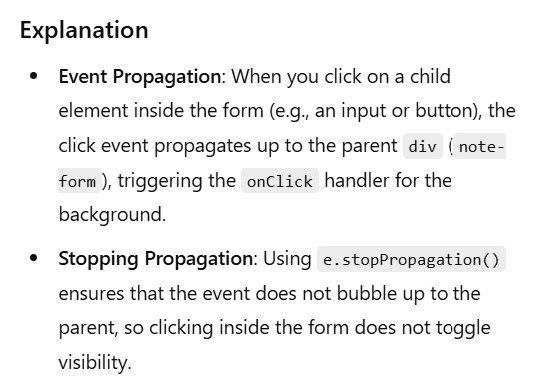 Explanation
• Event Propagation: When you click on a child
element inside the form (e.g., an input or button), the
click event propagates up to the parent div (note-
form), triggering the onClick handler for the
background.
• Stopping Propagation: Using e.stopPropagation()
ensures that the event does not bubble up to the
parent, so clicking inside the form does not toggle
visibility.